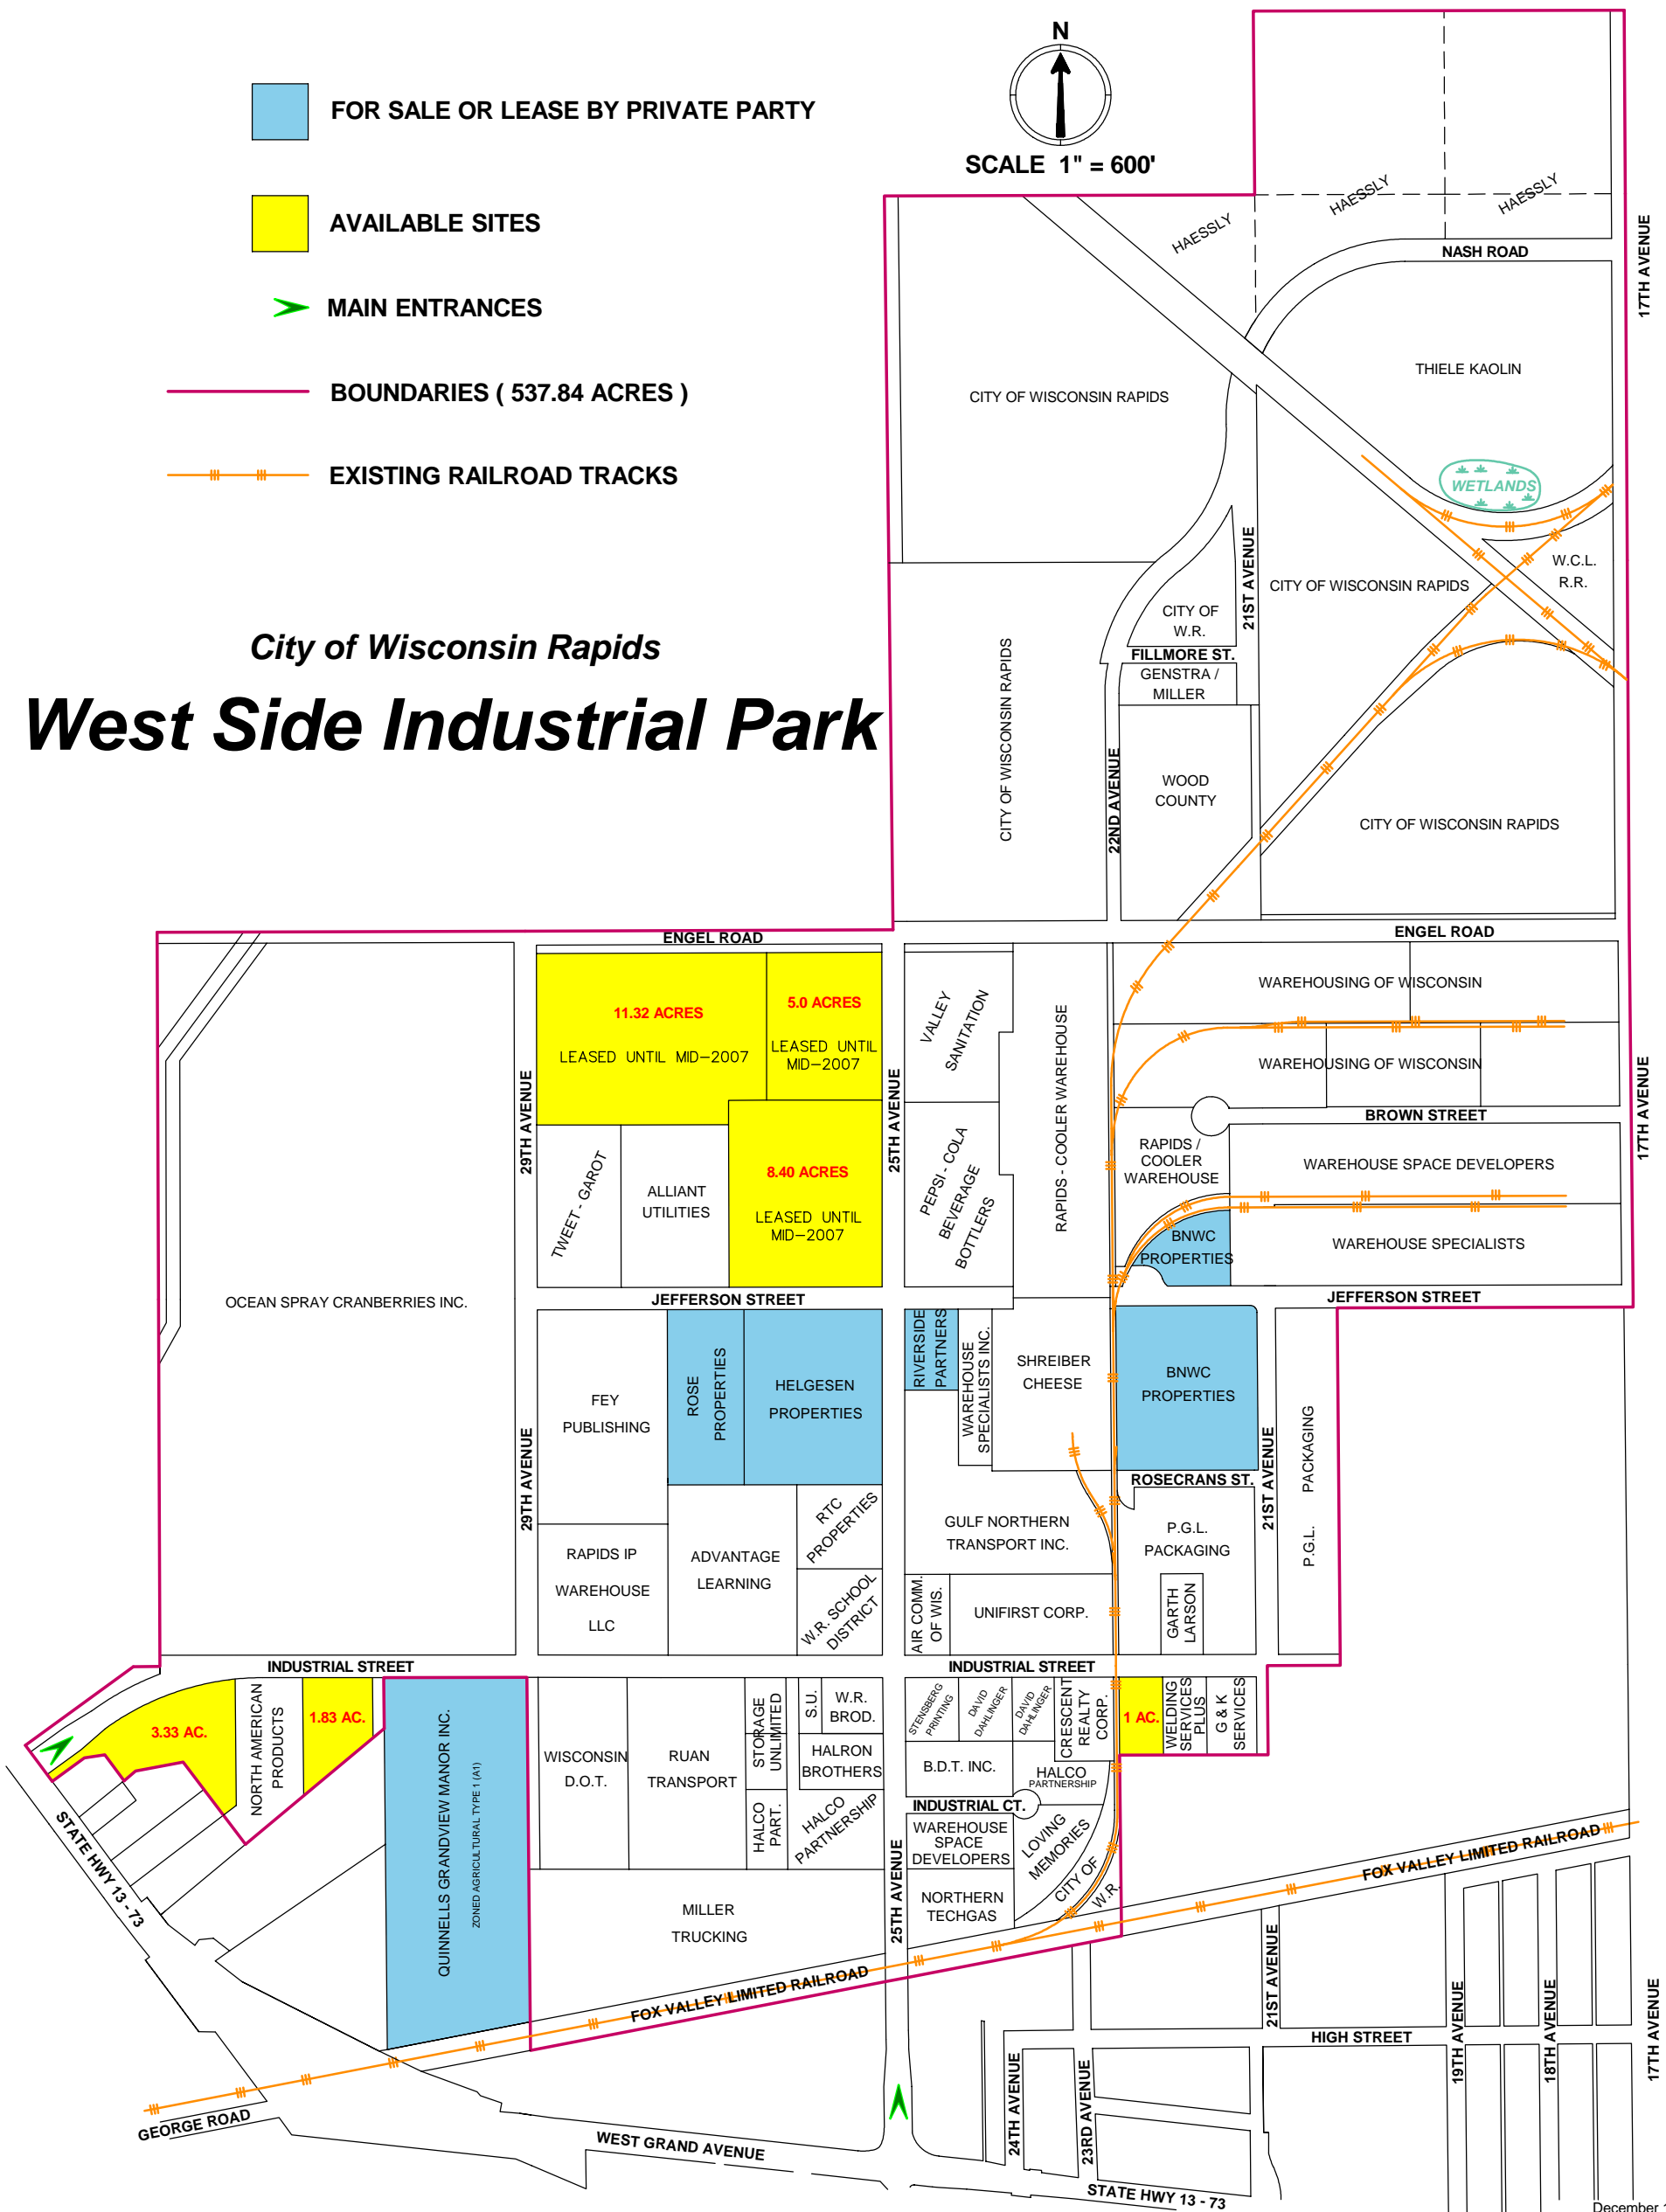 FOR SALE OR LEASE BY PRIVATE PARTY
AVAILABLE SITES
MAIN ENTRANCES
BOUNDARIES ( 537.84 ACRES )
EXISTING RAILROAD TRACKS
N
SCALE 1" = 600'
City of Wisconsin Rapids
West Side Industrial Park
HAESSLY
HAESSLY
HAESSLY
NASH ROAD
17TH AVENUE
THIELE KAOLIN
CITY OF WISCONSIN RAPIDS
WETLANDS
W.C.L.
R.R.
21ST AVENUE
CITY OF WISCONSIN RAPIDS
CITY OF
W.R.
FILLMORE ST.
GENSTRA /
MILLER
CITY OF WISCONSIN RAPIDS
22ND AVENUE
WOOD
COUNTY
CITY OF WISCONSIN RAPIDS
ENGEL ROAD
ENGEL ROAD
11.32 ACRES
LEASED UNTIL MID-2007
5.0 ACRES
LEASED UNTIL
MID-2007
VALLEY
SANITATION
RAPIDS - COOLER WAREHOUSE
WAREHOUSING OF WISCONSIN
WAREHOUSING OF WISCONSIN
17TH AVENUE
29TH AVENUE
25TH AVENUE
BROWN STREET
TWEET - GAROT
ALLIANT
UTILITIES
8.40 ACRES
LEASED UNTIL
MID-2007
PEPSI - COLA
BEVERAGE
BOTTLERS
RAPIDS /
COOLER
WAREHOUSE
WAREHOUSE SPACE DEVELOPERS
BNWC
PROPERTIES
WAREHOUSE SPECIALISTS
OCEAN SPRAY CRANBERRIES INC.
JEFFERSON STREET
JEFFERSON STREET
FEY
PUBLISHING
ROSE
PROPERTIES
HELGESEN
PROPERTIES
RIVERSIDE
PARTNERS
WAREHOUSE
SPECIALISTS INC.
SHREIBER
CHEESE
BNWC
PROPERTIES
29TH AVENUE
21ST AVENUE
P.G.L. PACKAGING
ROSECRANS ST.
RTC
PROPERTIES
GULF NORTHERN
TRANSPORT INC.
P.G.L.
PACKAGING
RAPIDS IP
WAREHOUSE
LLC
ADVANTAGE
LEARNING
W.R. SCHOOL
DISTRICT
AIR COMM.
OF WIS.
UNIFIRST CORP.
GARTH
LARSON
INDUSTRIAL STREET
INDUSTRIAL STREET
3.33 AC.
NORTH AMERICAN
PRODUCTS
1.83 AC.
QUINNELLS GRANDVIEW MANOR INC.
ZONED AGRICULTURAL TYPE 1 (A1)
WISCONSIN
D.O.T.
RUAN
TRANSPORT
STORAGE
UNLIMITED
S.U.
W.R.
BROD.
HALRON
BROTHERS
HALCO
PART.
HALCO
PARTNERSHIP
STENSBERG
PRINTING
DAVID
DAHLINGER
DAVID
DAHLINGER
CRESCENT
REALTY
CORP.
1 AC.
WELDING
SERVICES
PLUS
G & K
SERVICES
B.D.T. INC.
HALCO
PARTNERSHIP
INDUSTRIAL CT.
WAREHOUSE
SPACE
DEVELOPERS
LOVING
MEMORIES
CITY OF
W.R.
NORTHERN
TECHGAS
MILLER
TRUCKING
25TH AVENUE
STATE HWY 13 - 73
FOX VALLEY LIMITED RAILROAD
FOX VALLEY LIMITED RAILROAD
21ST AVENUE
HIGH STREET
19TH AVENUE
18TH AVENUE
17TH AVENUE
24TH AVENUE
23RD AVENUE
GEORGE ROAD
WEST GRAND AVENUE
STATE HWY 13 - 73
December